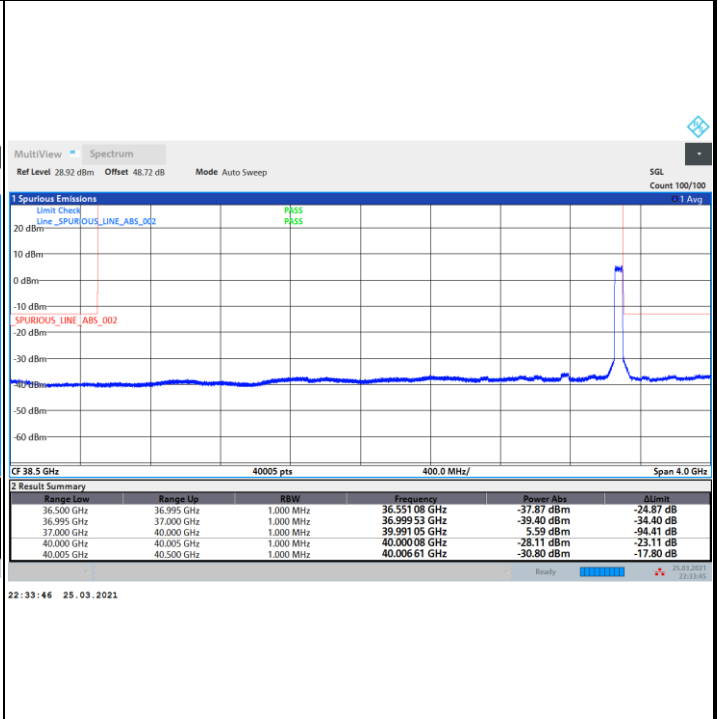 MultiView Spectrum
Ref Level 28.92 dBm Offset 48.72 dB Mode Auto Sweep SGL
Count 100/100
1 Spurious Emissions 1 Avg
Limit Check PASS
Line _SPURIOUS_LINE_ABS_002 PASS
20 dBm
10 dBm
0 dBm
-10 dBm
_SPURIOUS_LINE_ABS_002
-20 dBm
-30 dBm
-40 dBm
-50 dBm
-60 dBm
CF 38.5 GHz 40005 pts 400.0 MHz/ Span 4.0 GHz
2 Result Summary
Range Low Range Up RBW Frequency Power Abs ΔLimit
36.500 GHz 36.995 GHz 1.000 MHz 36.551 08 GHz -37.87 dBm -24.87 dB
36.995 GHz 37.000 GHz 1.000 MHz 36.999 53 GHz -39.40 dBm -34.40 dB
37.000 GHz 40.000 GHz 1.000 MHz 39.991 05 GHz 5.59 dBm -94.41 dB
40.000 GHz 40.005 GHz 1.000 MHz 40.000 08 GHz -28.11 dBm -23.11 dB
40.005 GHz 40.500 GHz 1.000 MHz 40.006 61 GHz -30.80 dBm -17.80 dB
Ready 25.03.2021
22:33:45
22:33:46 25.03.2021